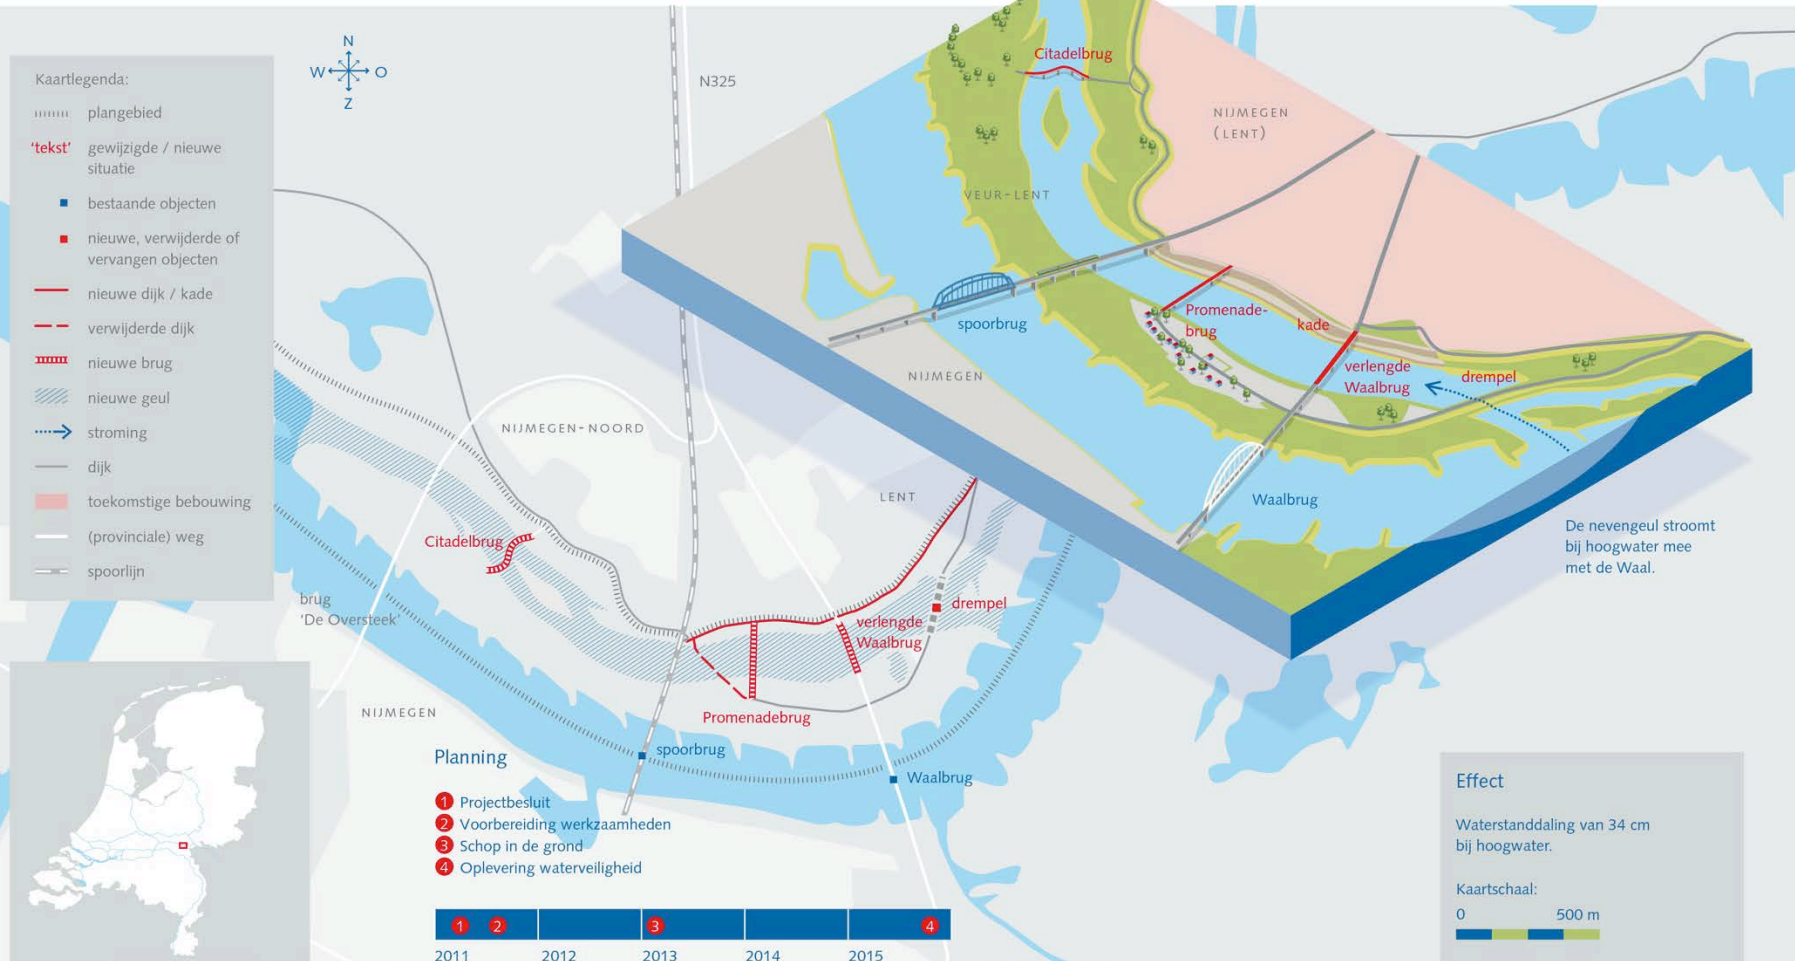 Kaartlegenda:
plangebied
'tekst' gewijzigde / nieuwe
situatie
bestaande objecten
nieuwe, verwijderde of
vervangen objecten
nieuwe dijk / kade
verwijderde dijk
nieuwe brug
nieuwe geul
stroming
dijk
toekomstige bebouwing
(provinciale) weg
spoorlijn
N
W O
Z
N325
Citadelbrug
NIJMEGEN
(LENT)
VEUR-LENT
spoorbrug
Promenade-
brug
kade
NIJMEGEN
verlengde
Waalbrug
drempel
Waalbrug
De nevengeul stroomt
bij hoogwater mee
met de Waal.
NIJMEGEN-NOORD
LENT
Citadelbrug
brug
'De Oversteek'
drempel
verlengde
Waalbrug
NIJMEGEN
Promenadebrug
spoorbrug
Waalbrug
Planning
1 Projectbesluit
2 Voorbereiding werkzaamheden
3 Schop in de grond
4 Oplevering waterveiligheid
1 2 3 4
2011 2012 2013 2014 2015
Effect
Waterstanddaling van 34 cm
bij hoogwater.
Kaartschaal:
0 500 m